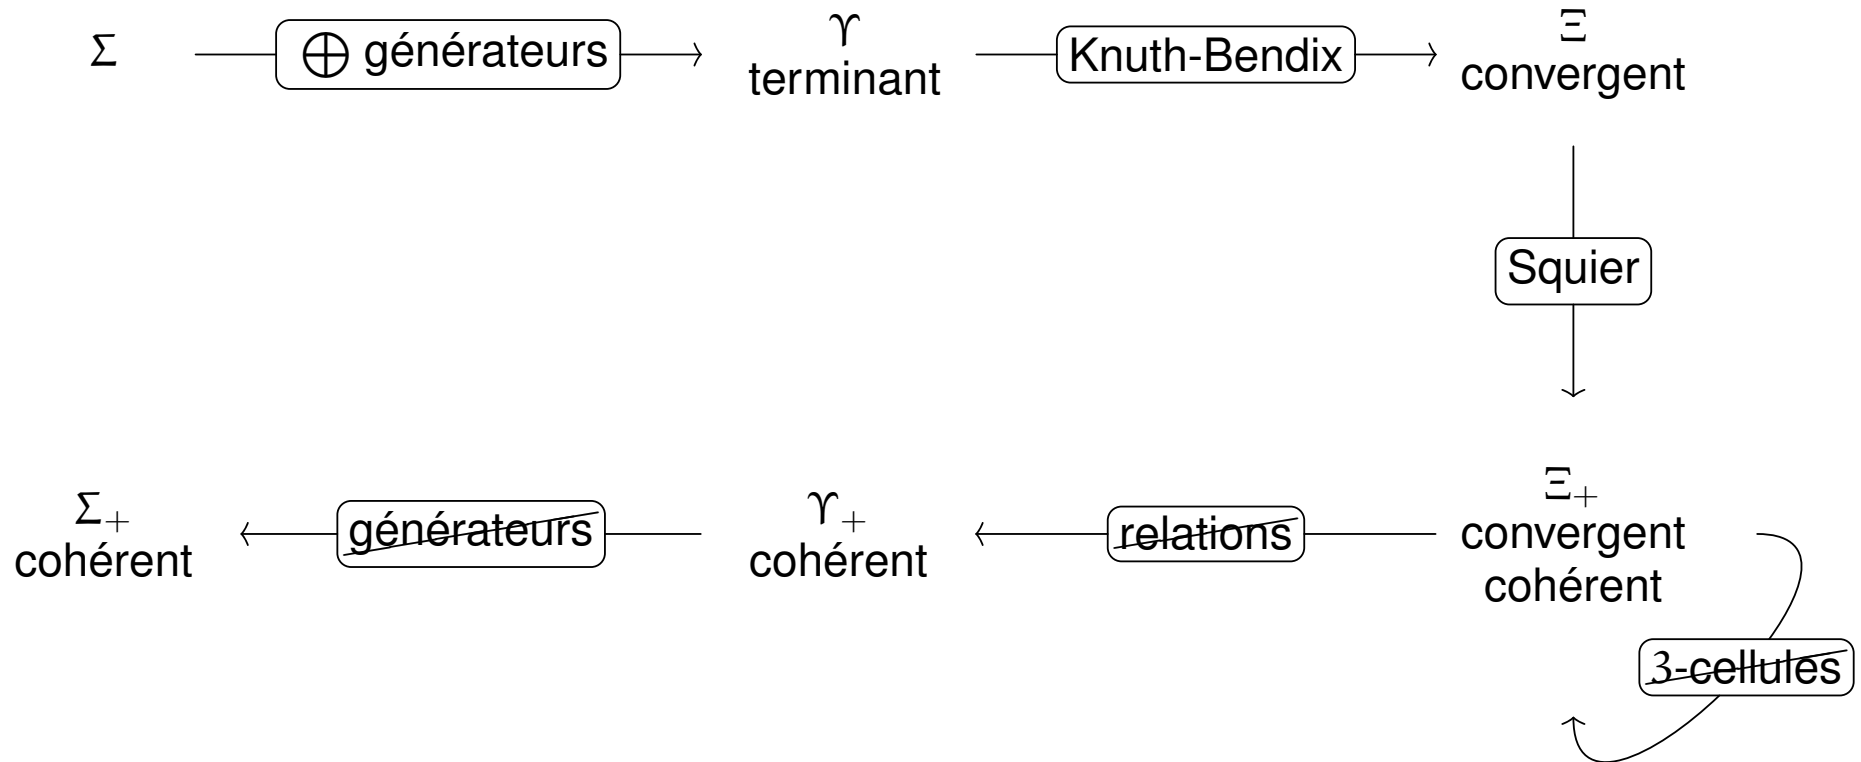 Σ
⊕ générateurs
ϒ
terminant
Knuth-Bendix
Ξ
convergent
Squier
Σ₊
cohérent
générateurs
ϒ₊
cohérent
relations
Ξ₊
convergent
cohérent
3-cellules